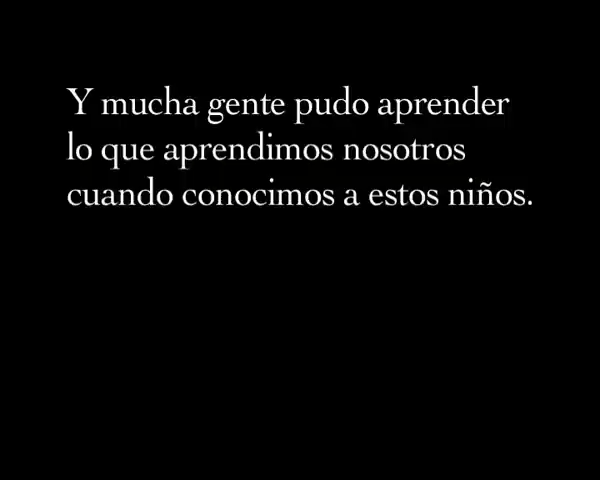 Y mucha gente pudo aprender
lo que aprendimos nosotros
cuando conocimos a estos niños.